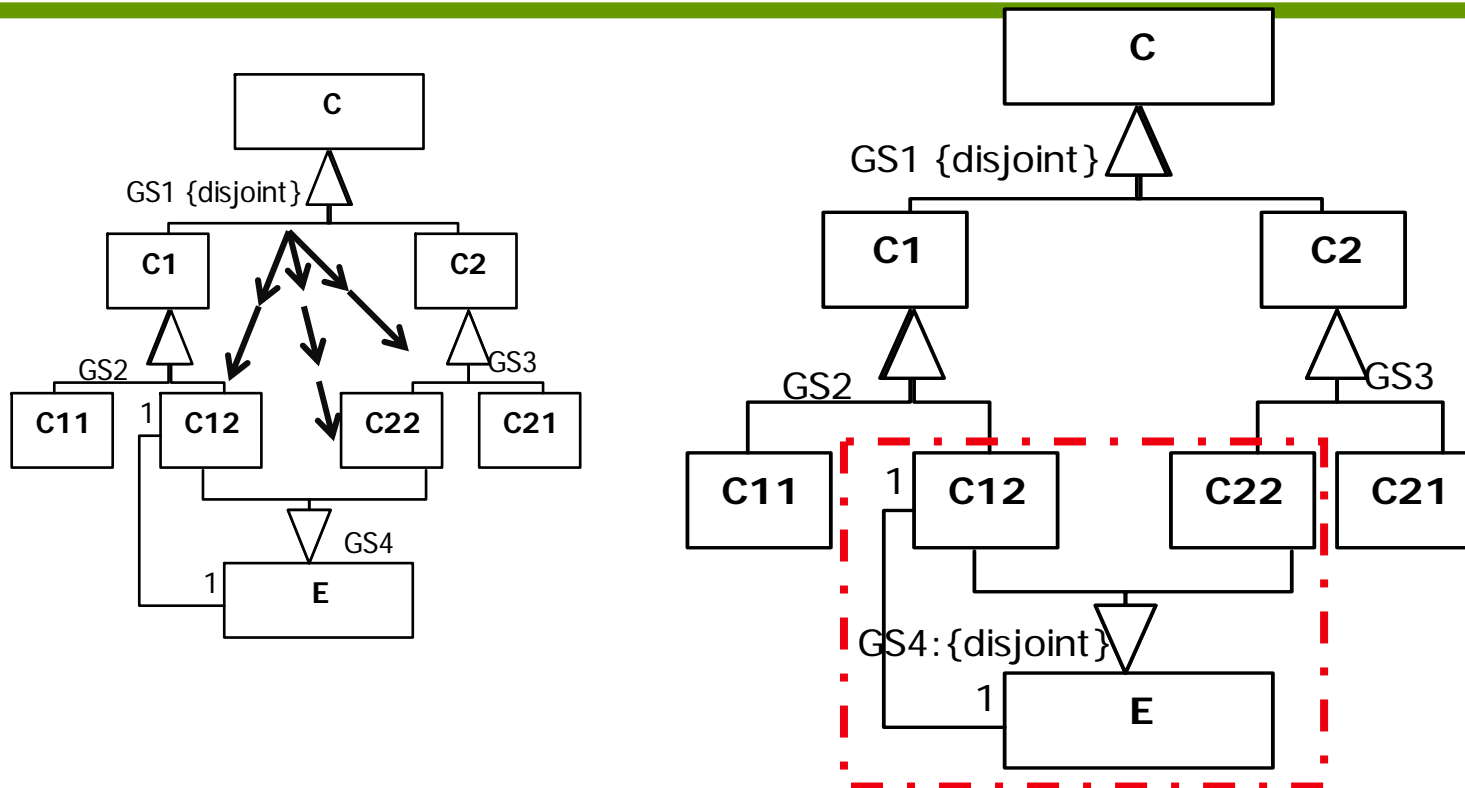 C
GS1 {disjoint}
C1
C2
GS2
GS3
C11
1
C12
C22
C21
GS4
1
E
C
GS1 {disjoint}
C1
C2
GS2
GS3
C11
1
C12
C22
C21
GS4:{disjoint}
1
E